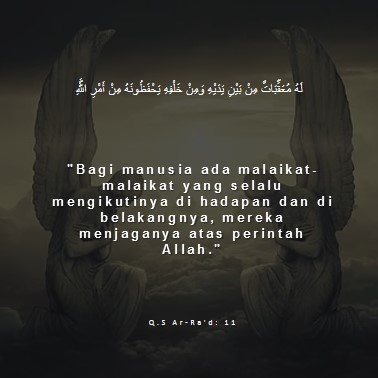 لَهُ مُعَقِّبَاتٌ مِنْ بَيْنِ يَدَيْهِ وَمِنْ خَلْفِهِ يَحْفَظُونَهُ مِنْ أَمْرِ اللَّهِ
"Bagi manusia ada malaikat-
malaikat yang selalu
mengikutinya di hadapan dan di
belakangnya, mereka
menjaganya atas perintah
Allah."
Q.S Ar-Ra'd: 11